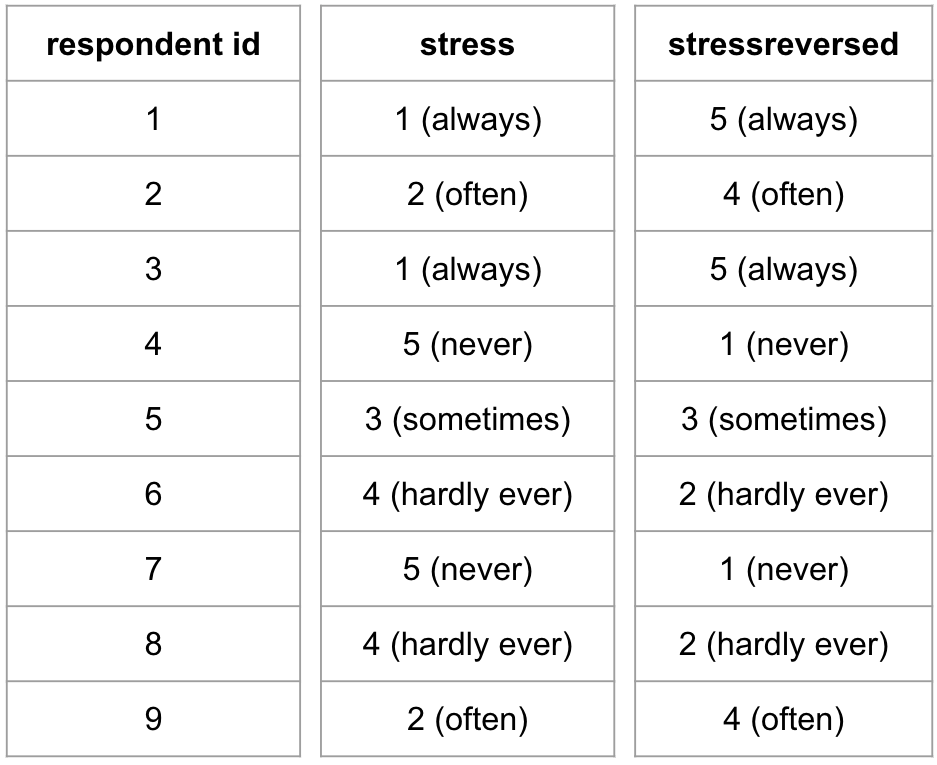 respondent id stress stressreversed
1 1 (always) 5 (always)
2 2 (often) 4 (often)
3 1 (always) 5 (always)
4 5 (never) 1 (never)
5 3 (sometimes) 3 (sometimes)
6 4 (hardly ever) 2 (hardly ever)
7 5 (never) 1 (never)
8 4 (hardly ever) 2 (hardly ever)
9 2 (often) 4 (often)